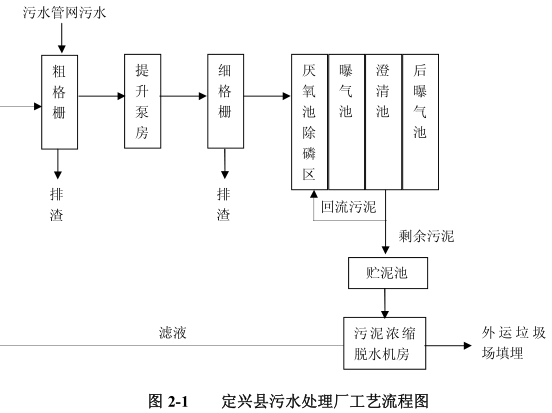 污水管网污水
粗格栅
提升泵房
细格栅
厌氧池除磷区
曝气池
澄清池
后曝气池
排渣
排渣
回流污泥
剩余污泥
贮泥池
滤液
污泥浓缩
脱水机房
外运垃圾
场填埋
图 2-1 定兴县污水处理厂工艺流程图